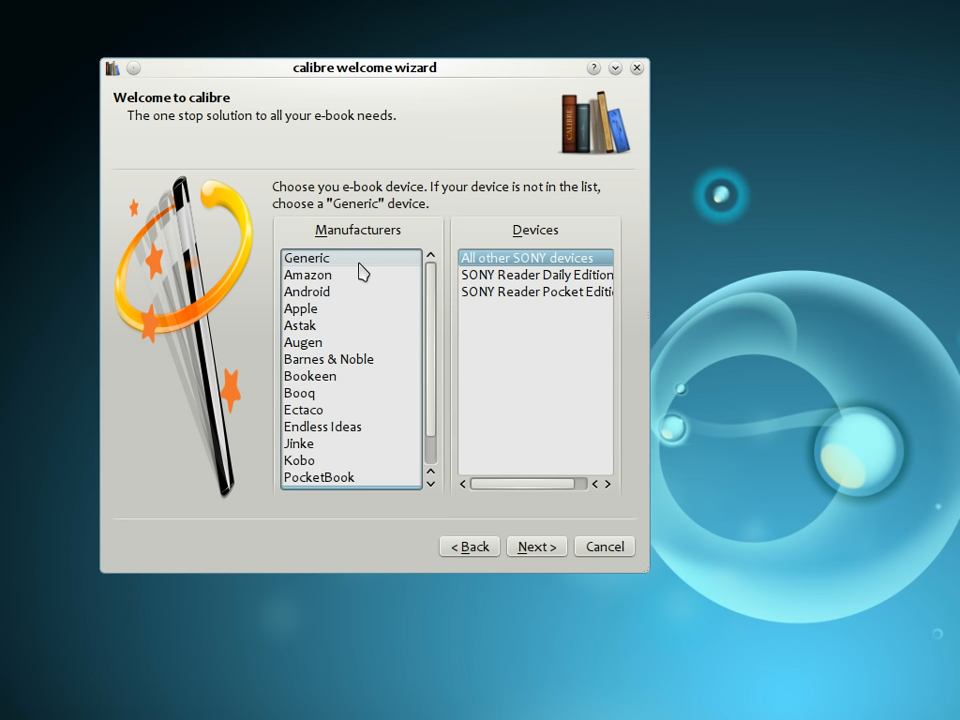 calibre welcome wizard
Welcome to calibre
The one stop solution to all your e-book needs.
CALIBRE
Choose you e-book device. If your device is not in the list,
choose a "Generic" device.
Manufacturers
Generic
Amazon
Android
Apple
Astak
Augen
Barnes & Noble
Bookeen
Booq
Ectaco
Endless Ideas
Jinke
Kobo
PocketBook
Devices
All other SONY devices
SONY Reader Daily Edition
SONY Reader Pocket Editi
< Back
Next >
Cancel